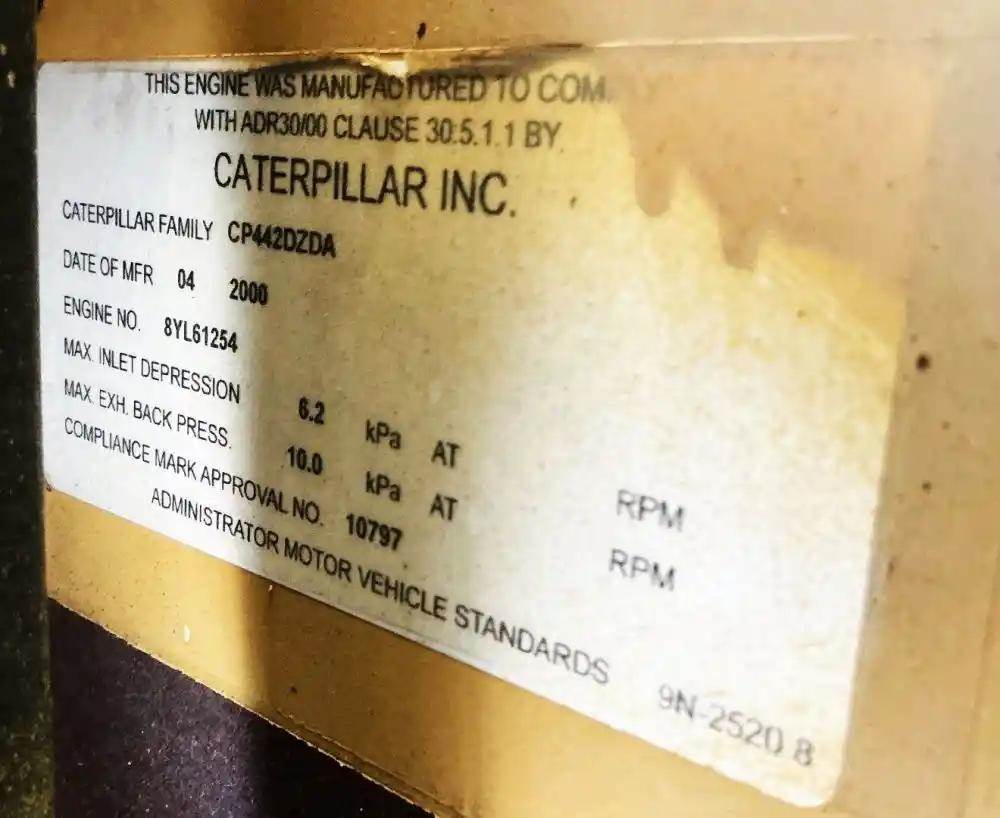 THIS ENGINE WAS MANUFACTURED TO COM
WITH ADR30/00 CLAUSE 30:5.1.1 BY
CATERPILLAR INC.
CATERPILLAR FAMILY CP442DZDA
DATE OF MFR 04 2000
ENGINE NO. 8YL61254
MAX. INLET DEPRESSION 6.2 kPa AT RPM
MAX. EXH. BACK PRESS. 10.0 kPa AT RPM
COMPLIANCE MARK APPROVAL NO. 10797
ADMINISTRATOR MOTOR VEHICLE STANDARDS 9N-2520 8